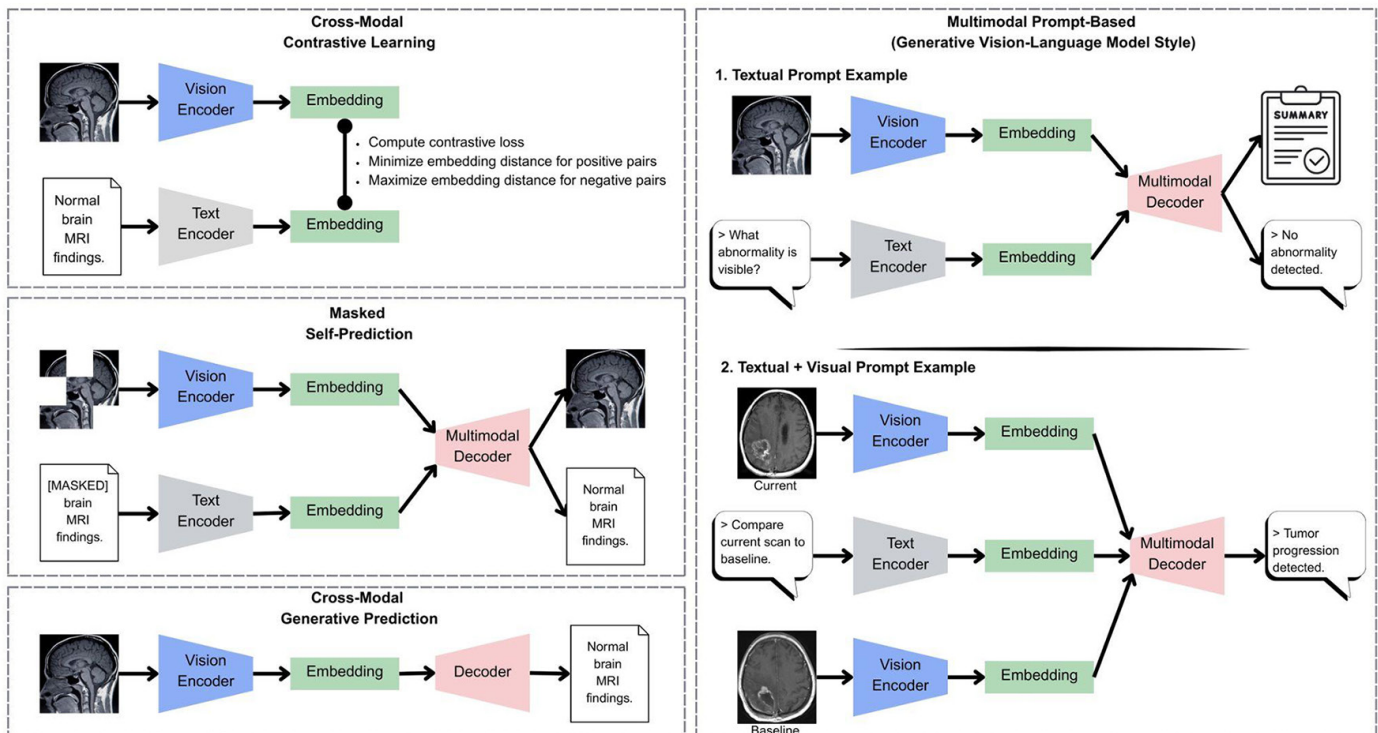 Cross-Modal
Contrastive Learning
Vision
Encoder
Embedding
• Compute contrastive loss
• Minimize embedding distance for positive pairs
• Maximize embedding distance for negative pairs
Normal
brain
MRI
findings.
Text
Encoder
Embedding
Masked
Self-Prediction
Vision
Encoder
Embedding
Multimodal
Decoder
[MASKED]
brain
MRI
findings.
Text
Encoder
Embedding
Normal
brain
MRI
findings.
Cross-Modal
Generative Prediction
Vision
Encoder
Embedding
Decoder
Normal
brain
MRI
findings.
Multimodal Prompt-Based
(Generative Vision-Language Model Style)
1. Textual Prompt Example
Vision
Encoder
Embedding
SUMMARY
Multimodal
Decoder
> What
abnormality is
visible?
Text
Encoder
Embedding
> No
abnormality
detected.
2. Textual + Visual Prompt Example
Current
Vision
Encoder
Embedding
> Compare
current scan to
baseline.
Text
Encoder
Embedding
Multimodal
Decoder
> Tumor
progression
detected.
Vision
Encoder
Embedding
Baseline